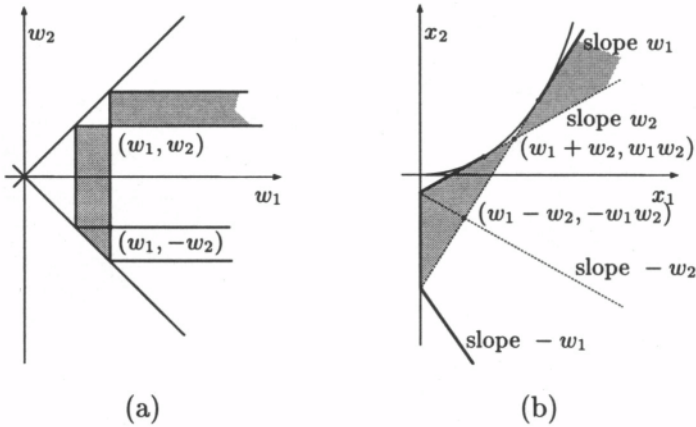 w₂
(w₁, w₂)
w₁
(w₁, −w₂)
(a)
x₂
slope w₁
slope w₂
(w₁ + w₂, w₁w₂)
x₁
(w₁ − w₂, −w₁w₂)
slope − w₂
slope − w₁
(b)